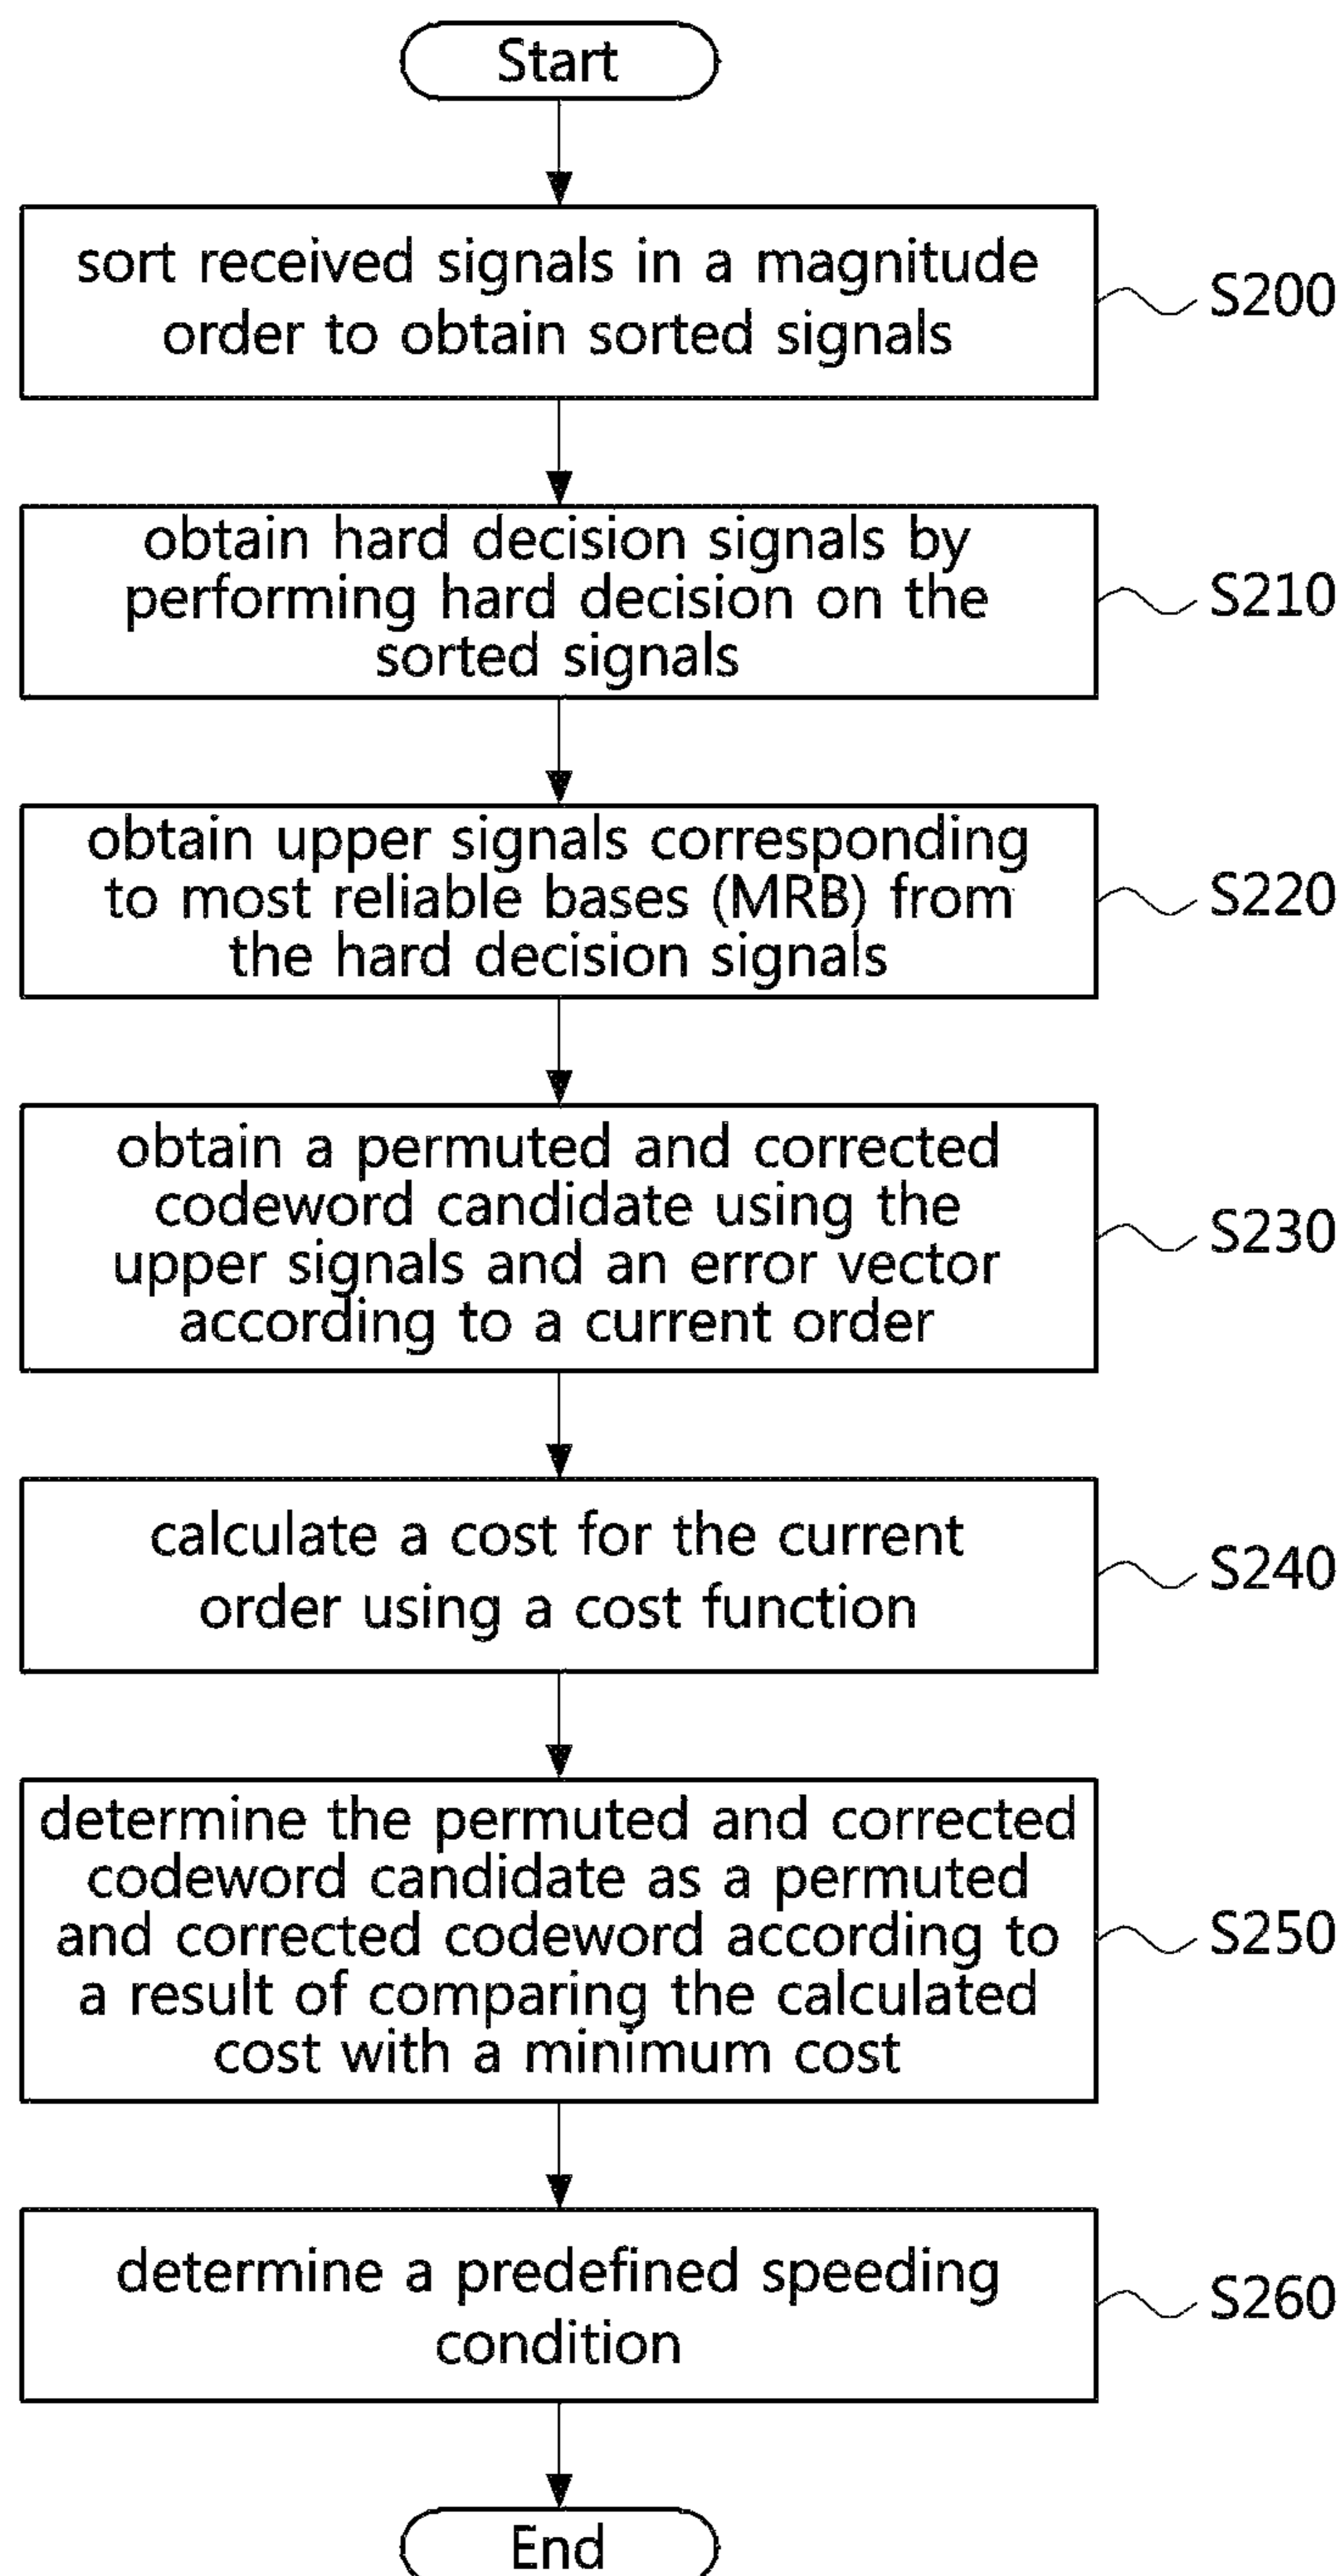 Start
sort received signals in a magnitude
order to obtain sorted signals
S200
obtain hard decision signals by
performing hard decision on the
sorted signals
S210
obtain upper signals corresponding
to most reliable bases (MRB) from
the hard decision signals
S220
obtain a permuted and corrected
codeword candidate using the
upper signals and an error vector
according to a current order
S230
calculate a cost for the current
order using a cost function
S240
determine the permuted and corrected
codeword candidate as a permuted
and corrected codeword according to
a result of comparing the calculated
cost with a minimum cost
S250
determine a predefined speeding
condition
S260
End